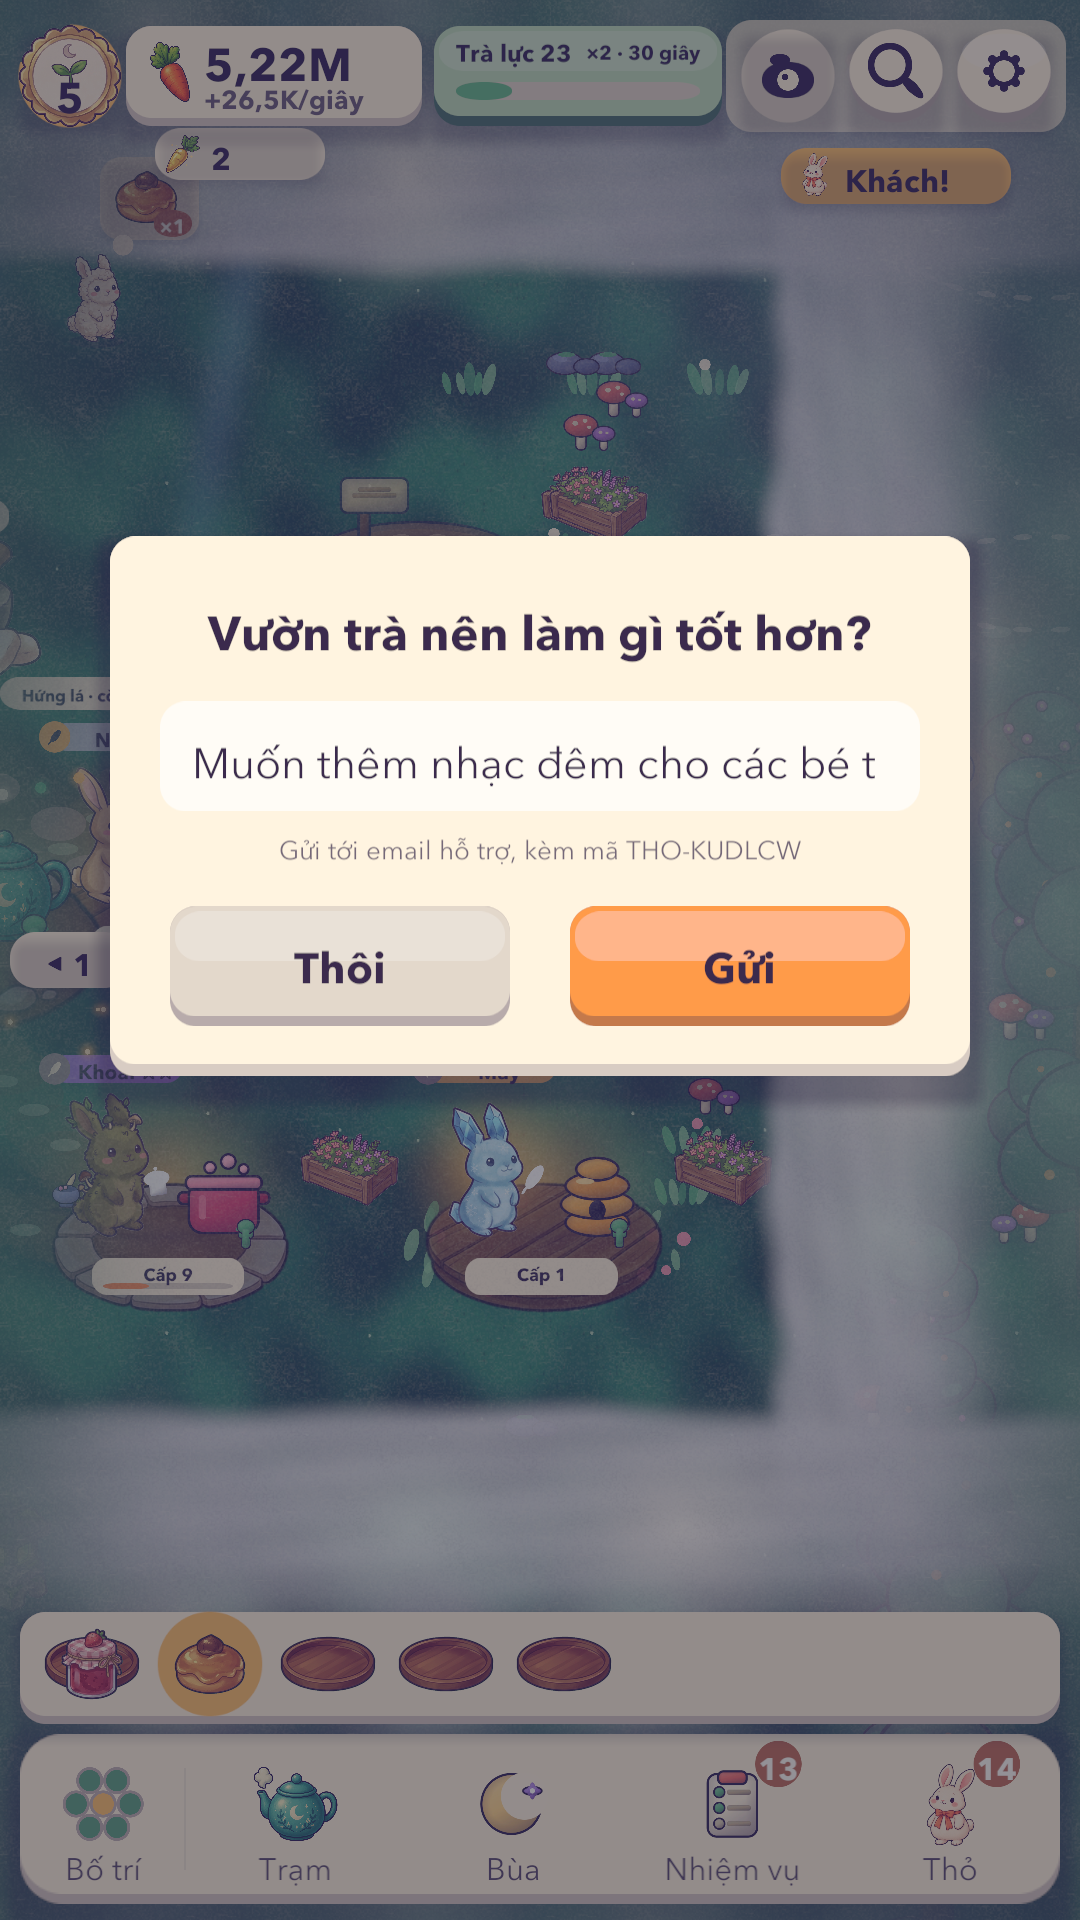 5
5,22M
+26,5K/giây
Trà lực 23 ×2 · 30 giây
2
×1
Khách!
Vườn trà nên làm gì tốt hơn?
Muốn thêm nhạc đêm cho các bé t
Hứng lá
Gửi tới email hỗ trợ, kèm mã THO-KUDLCW
Thôi
Gửi
◂ 1
Cấp 9
Cấp 1
13
14
Bố trí
Trạm
Bùa
Nhiệm vụ
Thỏ